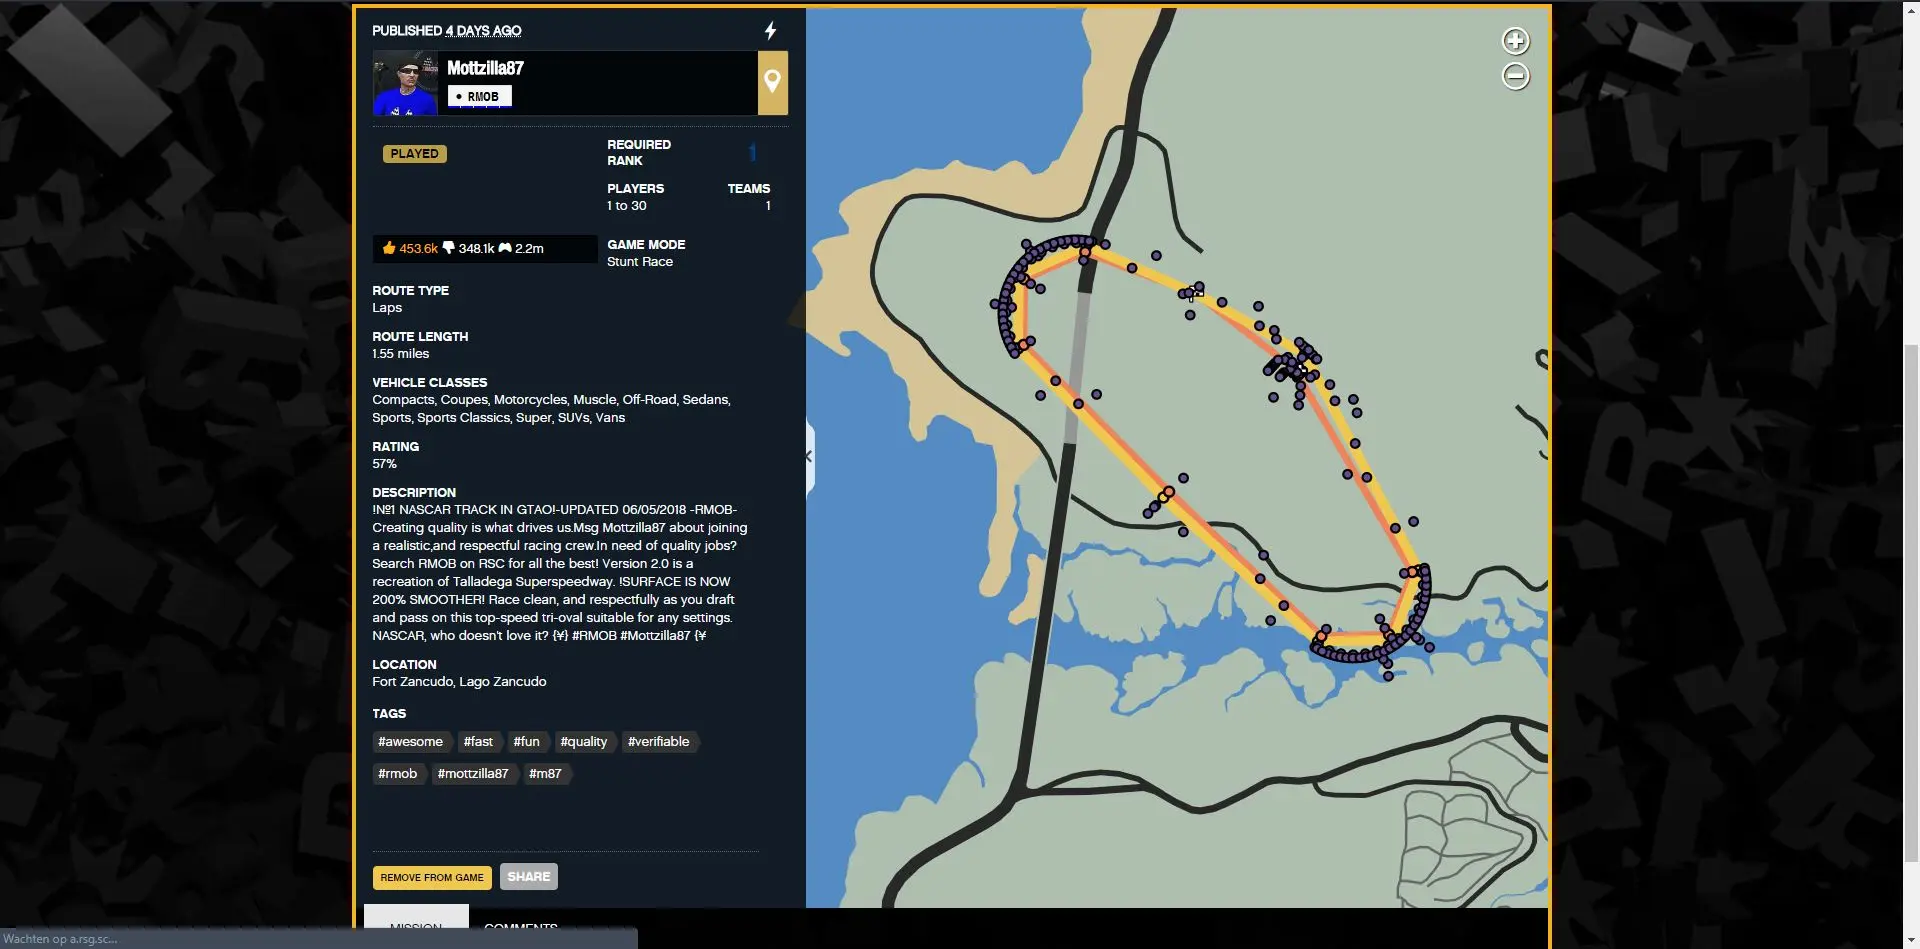 PUBLISHED 4 DAYS AGO
Mottzilla87
• RMOB
PLAYED
REQUIRED
RANK
1
PLAYERS
1 to 30
TEAMS
1
453.6k 348.1k 2.2m
GAME MODE
Stunt Race
ROUTE TYPE
Laps
ROUTE LENGTH
1.55 miles
VEHICLE CLASSES
Compacts, Coupes, Motorcycles, Muscle, Off-Road, Sedans,
Sports, Sports Classics, Super, SUVs, Vans
RATING
57%
DESCRIPTION
!№1 NASCAR TRACK IN GTAO!-UPDATED 06/05/2018 -RMOB-
Creating quality is what drives us.Msg Mottzilla87 about joining
a realistic,and respectful racing crew.In need of quality jobs?
Search RMOB on RSC for all the best! Version 2.0 is a
recreation of Talladega Superspeedway. !SURFACE IS NOW
200% SMOOTHER! Race clean, and respectfully as you draft
and pass on this top-speed tri-oval suitable for any settings.
NASCAR, who doesn't love it? {¥} #RMOB #Mottzilla87 {¥
LOCATION
Fort Zancudo, Lago Zancudo
TAGS
#awesome #fast #fun #quality #verifiable
#rmob #mottzilla87 #m87
REMOVE FROM GAME SHARE
MISSION COMMENTS
Wachten op a.rsg.sc...